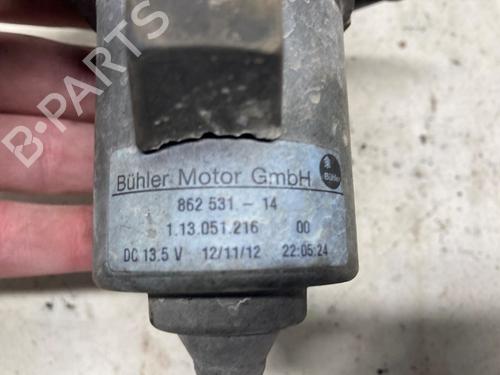 B-PARTS
Bühler Motor GmbH
Bühler
862 531 - 14
1.13.051.216 00
DC 13.5 V 12/11/12 22:05:24